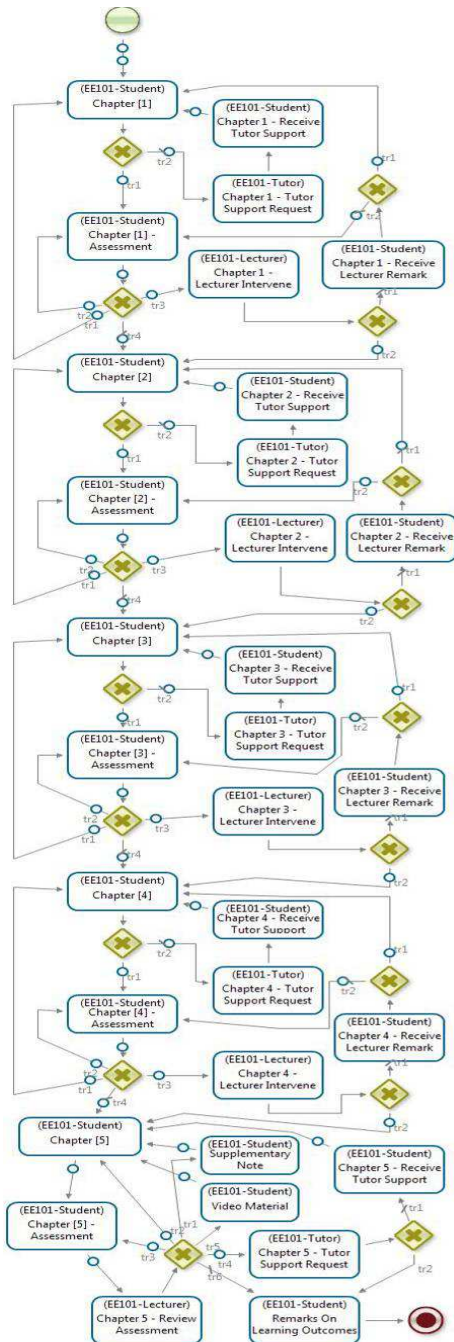 (EE101-Student)
Chapter [1]
(EE101-Student)
Chapter 1 - Receive
Tutor Support
tr1
tr2
tr1
(EE101-Tutor)
Chapter 1 - Tutor
Support Request
tr2
(EE101-Student)
Chapter [1] -
Assessment
(EE101-Lecturer)
Chapter 1 -
Lecturer Intervene
(EE101-Student)
Chapter 1 - Receive
Lecturer Remark
tr1
tr2
tr1
tr3
tr4
tr2
(EE101-Student)
Chapter [2]
(EE101-Student)
Chapter 2 - Receive
Tutor Support
tr1
tr2
tr1
(EE101-Tutor)
Chapter 2 - Tutor
Support Request
tr2
(EE101-Student)
Chapter [2] -
Assessment
(EE101-Lecturer)
Chapter 2 -
Lecturer Intervene
(EE101-Student)
Chapter 2 - Receive
Lecturer Remark
tr2
tr1
tr3
tr1
tr4
tr2
(EE101-Student)
Chapter [3]
(EE101-Student)
Chapter 3 - Receive
Tutor Support
tr1
tr2
tr1
(EE101-Tutor)
Chapter 3 - Tutor
Support Request
tr2
(EE101-Student)
Chapter [3] -
Assessment
(EE101-Lecturer)
Chapter 3 -
Lecturer Intervene
(EE101-Student)
Chapter 3 - Receive
Lecturer Remark
tr2
tr1
tr3
tr1
tr4
tr2
(EE101-Student)
Chapter [4]
(EE101-Student)
Chapter 4 - Receive
Tutor Support
tr1
tr2
tr1
(EE101-Tutor)
Chapter 4 - Tutor
Support Request
tr2
(EE101-Student)
Chapter [4] -
Assessment
(EE101-Lecturer)
Chapter 4 -
Lecturer Intervene
(EE101-Student)
Chapter 4 - Receive
Lecturer Remark
tr2
tr1
tr3
tr1
tr4
tr2
(EE101-Student)
Chapter [5]
(EE101-Student)
Supplementary
Note
(EE101-Student)
Chapter 5 - Receive
Tutor Support
(EE101-Student)
Video Material
(EE101-Student)
Chapter [5] -
Assessment
tr1
tr2
tr3
tr5
tr4
tr6
(EE101-Tutor)
Chapter 5 - Tutor
Support Request
tr1
tr2
(EE101-Lecturer)
Chapter 5 - Review
Assessment
(EE101-Student)
Remarks On
Learning Outcomes